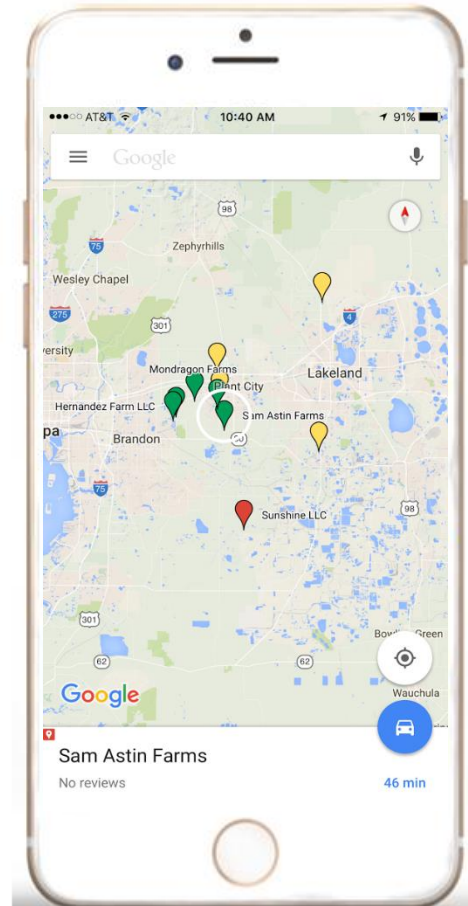 AT&T 10:40 AM 91%
Google
98
75
Zephyrhills
Wesley Chapel
4
275
301
versity
Mondragon Farms
Lakeland
Plant City
Hernandez Farm LLC
Sam Astin Farms
pa
Brandon
60
75
98
Sunshine LLC
301
Green
62
62
Google
Wauchula
Sam Astin Farms
No reviews
46 min